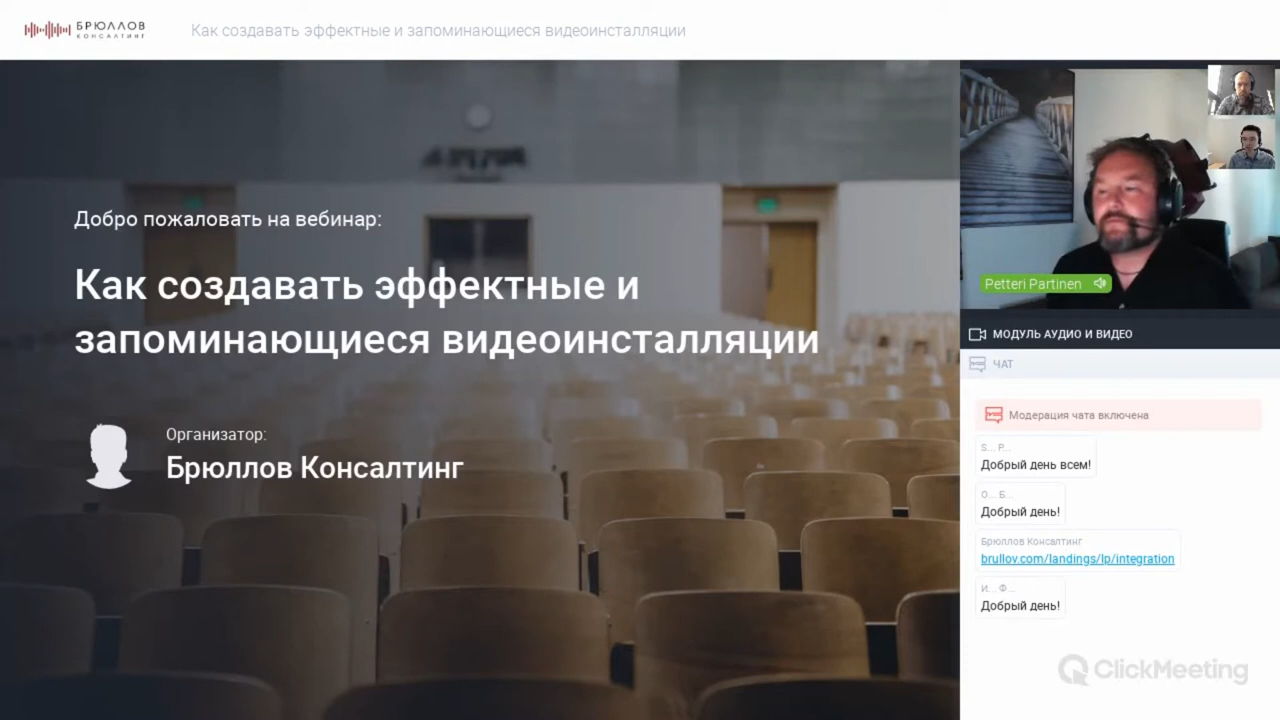 БРЮЛЛОВ
КОНСАЛТИНГ
Как создавать эффектные и запоминающиеся видеоинсталляции
Добро пожаловать на вебинар:
Как создавать эффектные и
запоминающиеся видеоинсталляции
Организатор:
Брюллов Консалтинг
Petteri Partinen
МОДУЛЬ АУДИО И ВИДЕО
ЧАТ
Модерация чата включена
S... P...
Добрый день всем!
О... Б...
Добрый день!
Брюллов Консалтинг
brullov.com/landings/lp/integration
И... Ф...
Добрый день!
ClickMeeting